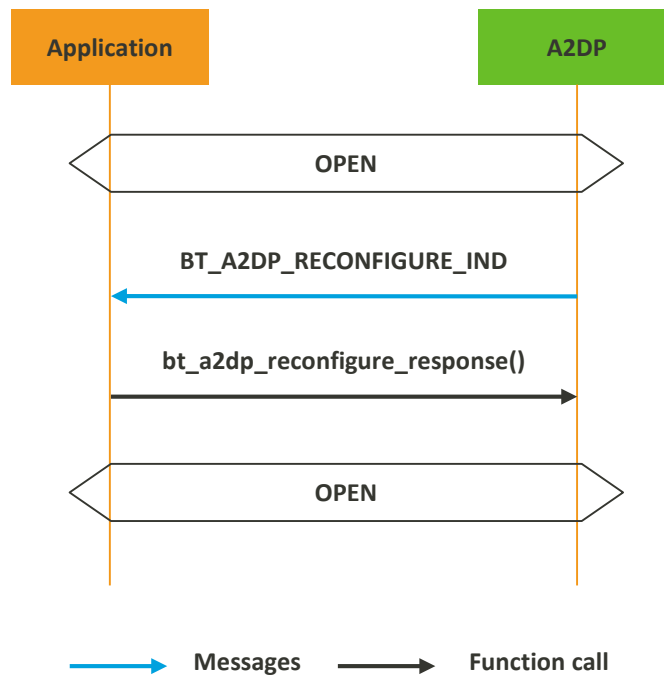 Application
A2DP
OPEN
BT_A2DP_RECONFIGURE_IND
bt_a2dp_reconfigure_response()
OPEN
Messages
Function call